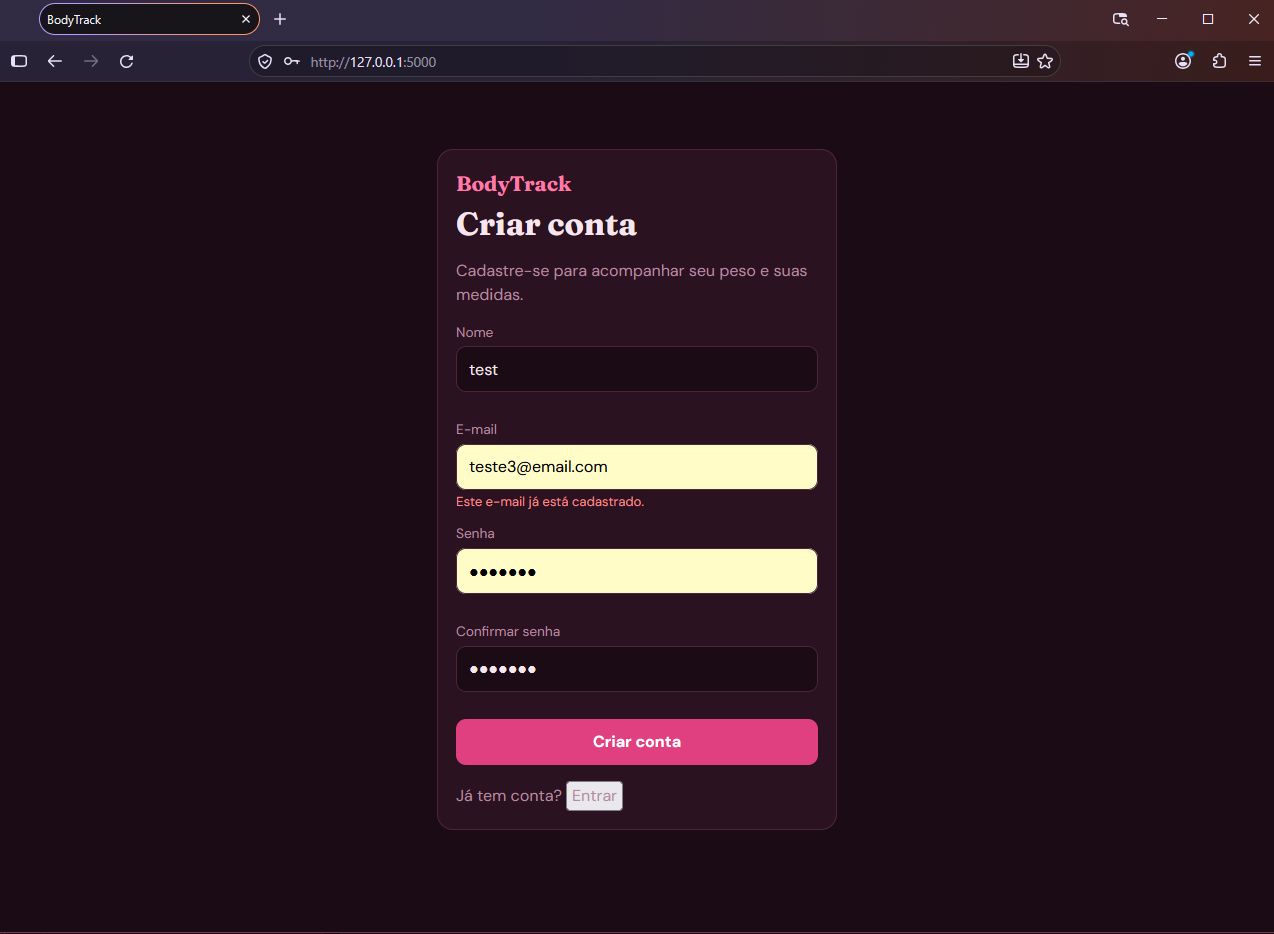 BodyTrack
http://127.0.0.1:5000
BodyTrack
Criar conta
Cadastre-se para acompanhar seu peso e suas
medidas.
Nome
test
E-mail
teste3@email.com
Este e-mail já está cadastrado.
Senha
●●●●●●●
Confirmar senha
●●●●●●●
Criar conta
Já tem conta? Entrar